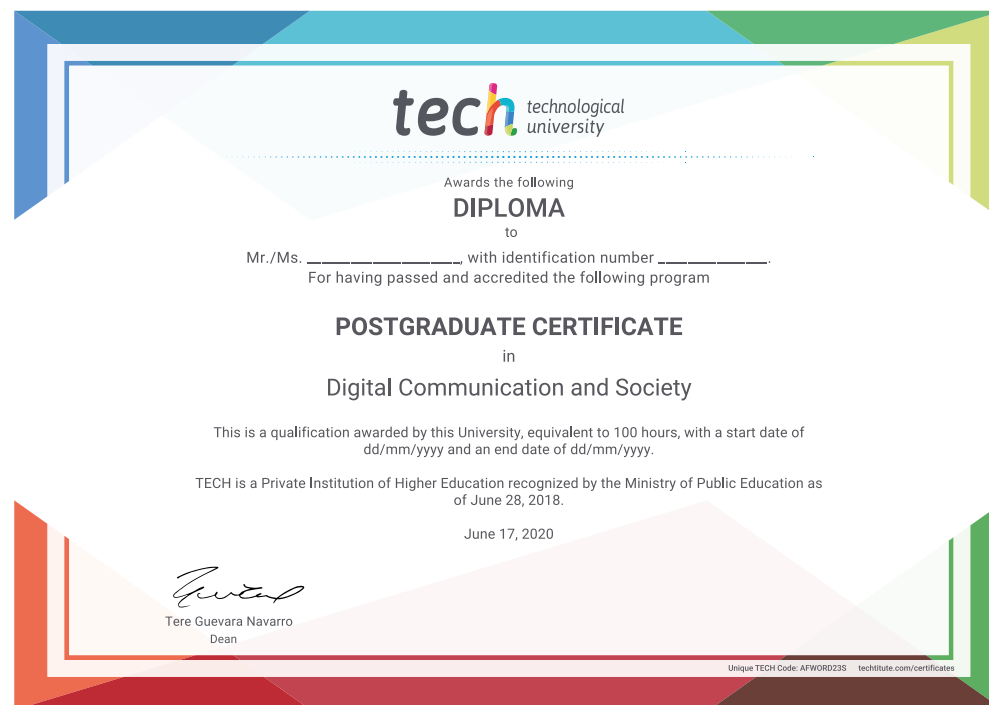 tech technological
university
Awards the following
DIPLOMA
to
Mr./Ms. ____________________, with identification number ______________.
For having passed and accredited the following program
POSTGRADUATE CERTIFICATE
in
Digital Communication and Society
This is a qualification awarded by this University, equivalent to 100 hours, with a start date of
dd/mm/yyyy and an end date of dd/mm/yyyy.
TECH is a Private Institution of Higher Education recognized by the Ministry of Public Education as
of June 28, 2018.
June 17, 2020
Tere Guevara Navarro
Dean
Unique TECH Code: AFWORD23S techtitute.com/certificates